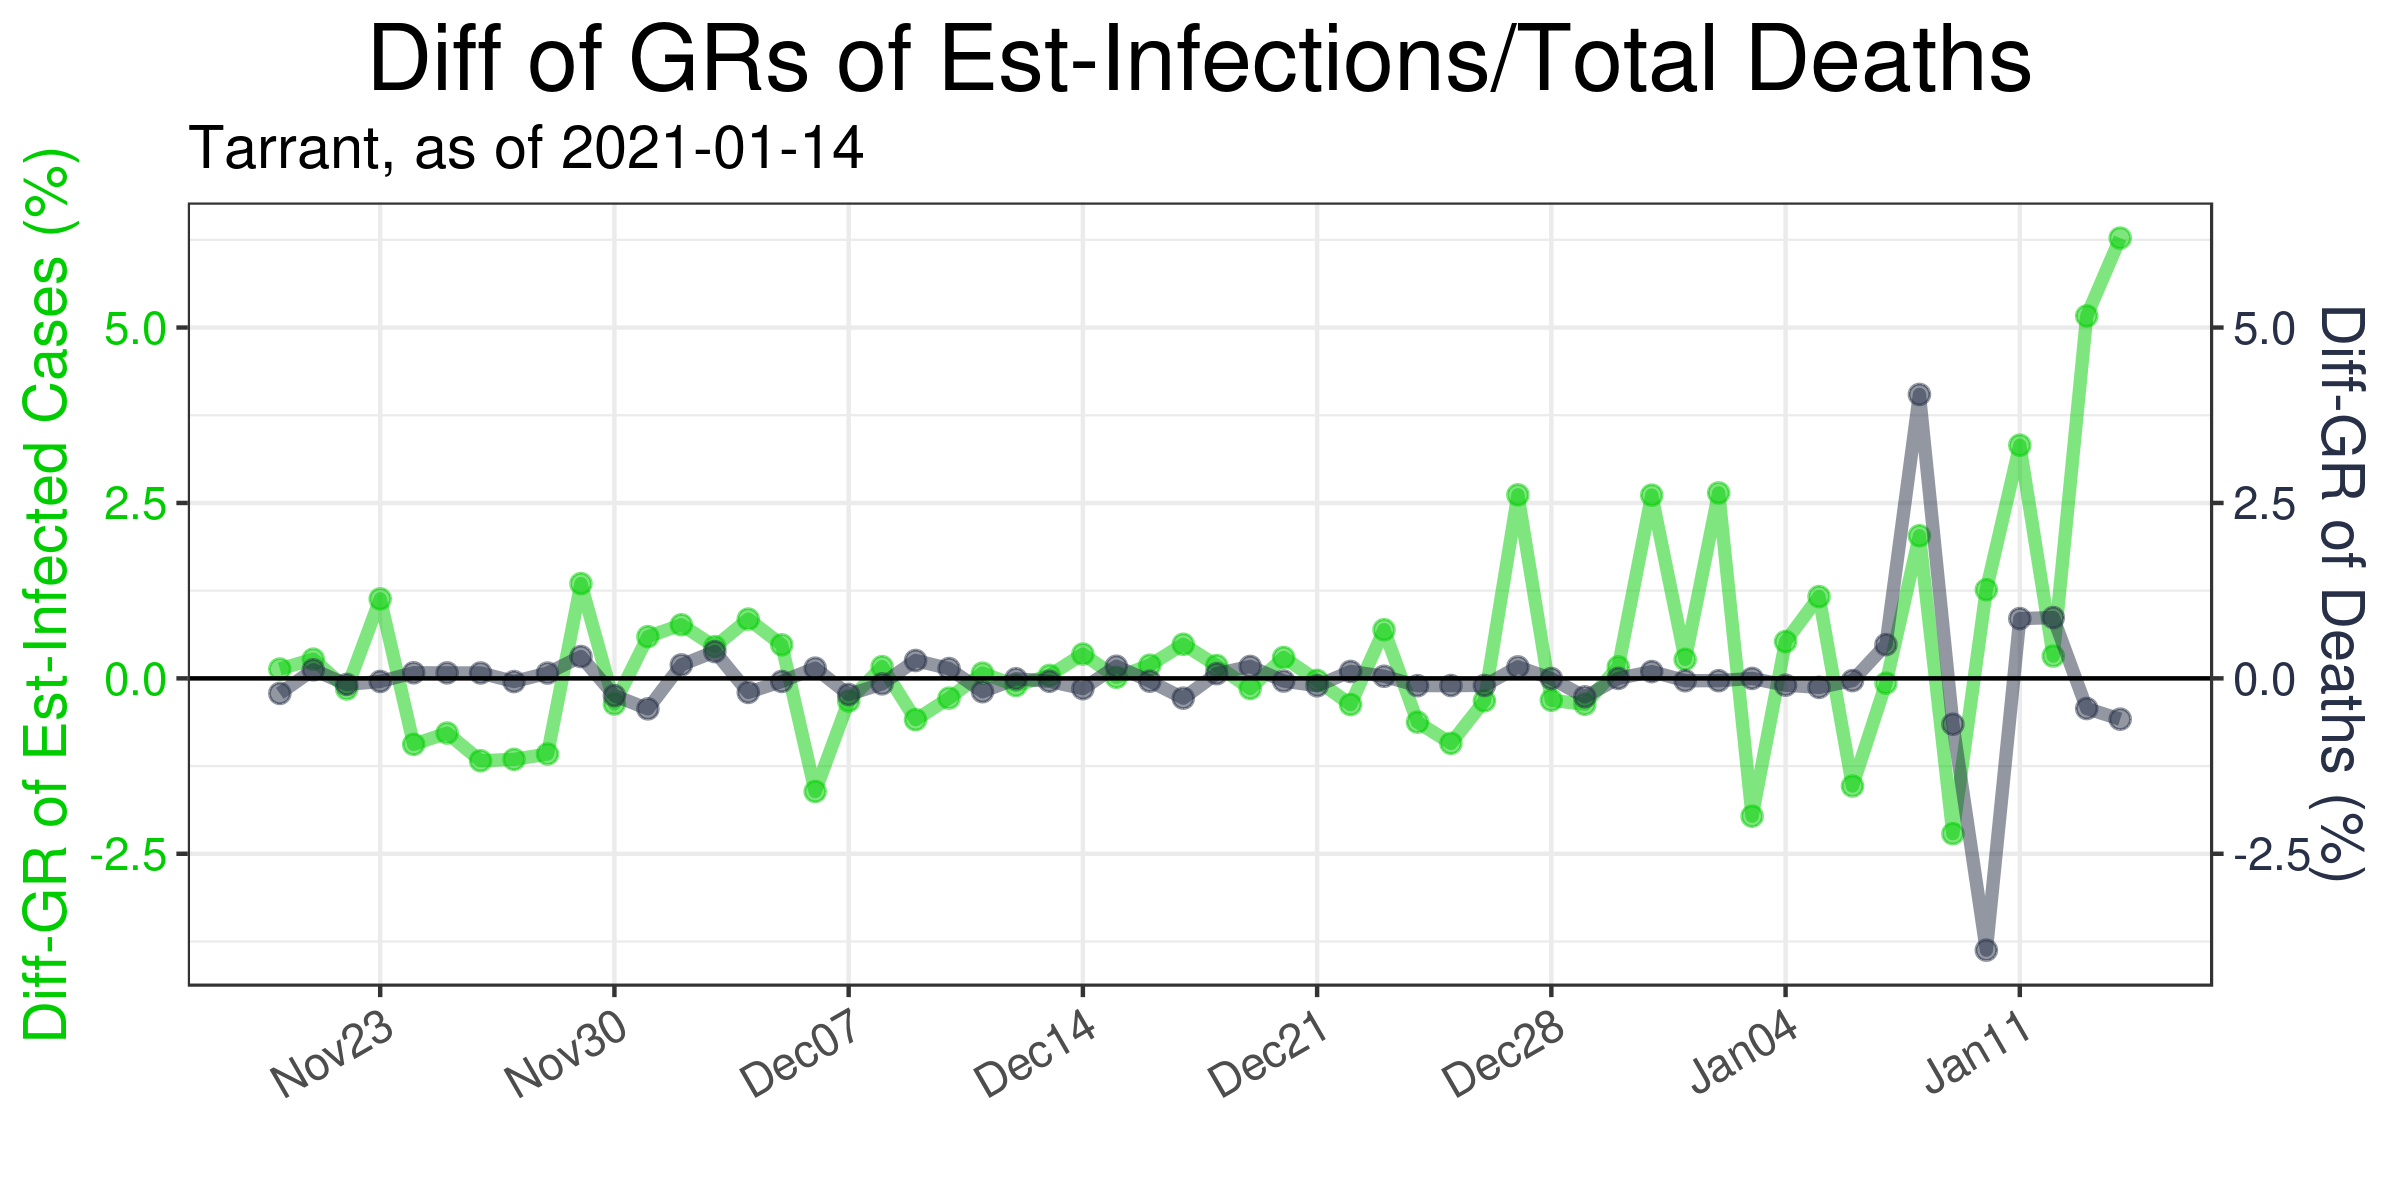 Diff of GRs of Est-Infections/Total Deaths
Tarrant, as of 2021-01-14
Diff-GR of Est-Infected Cases (%)
5.0
2.5
0.0
-2.5
5.0
2.5
0.0
-2.5
Diff-GR of Deaths (%)
Nov23
Nov30
Dec07
Dec14
Dec21
Dec28
Jan04
Jan11